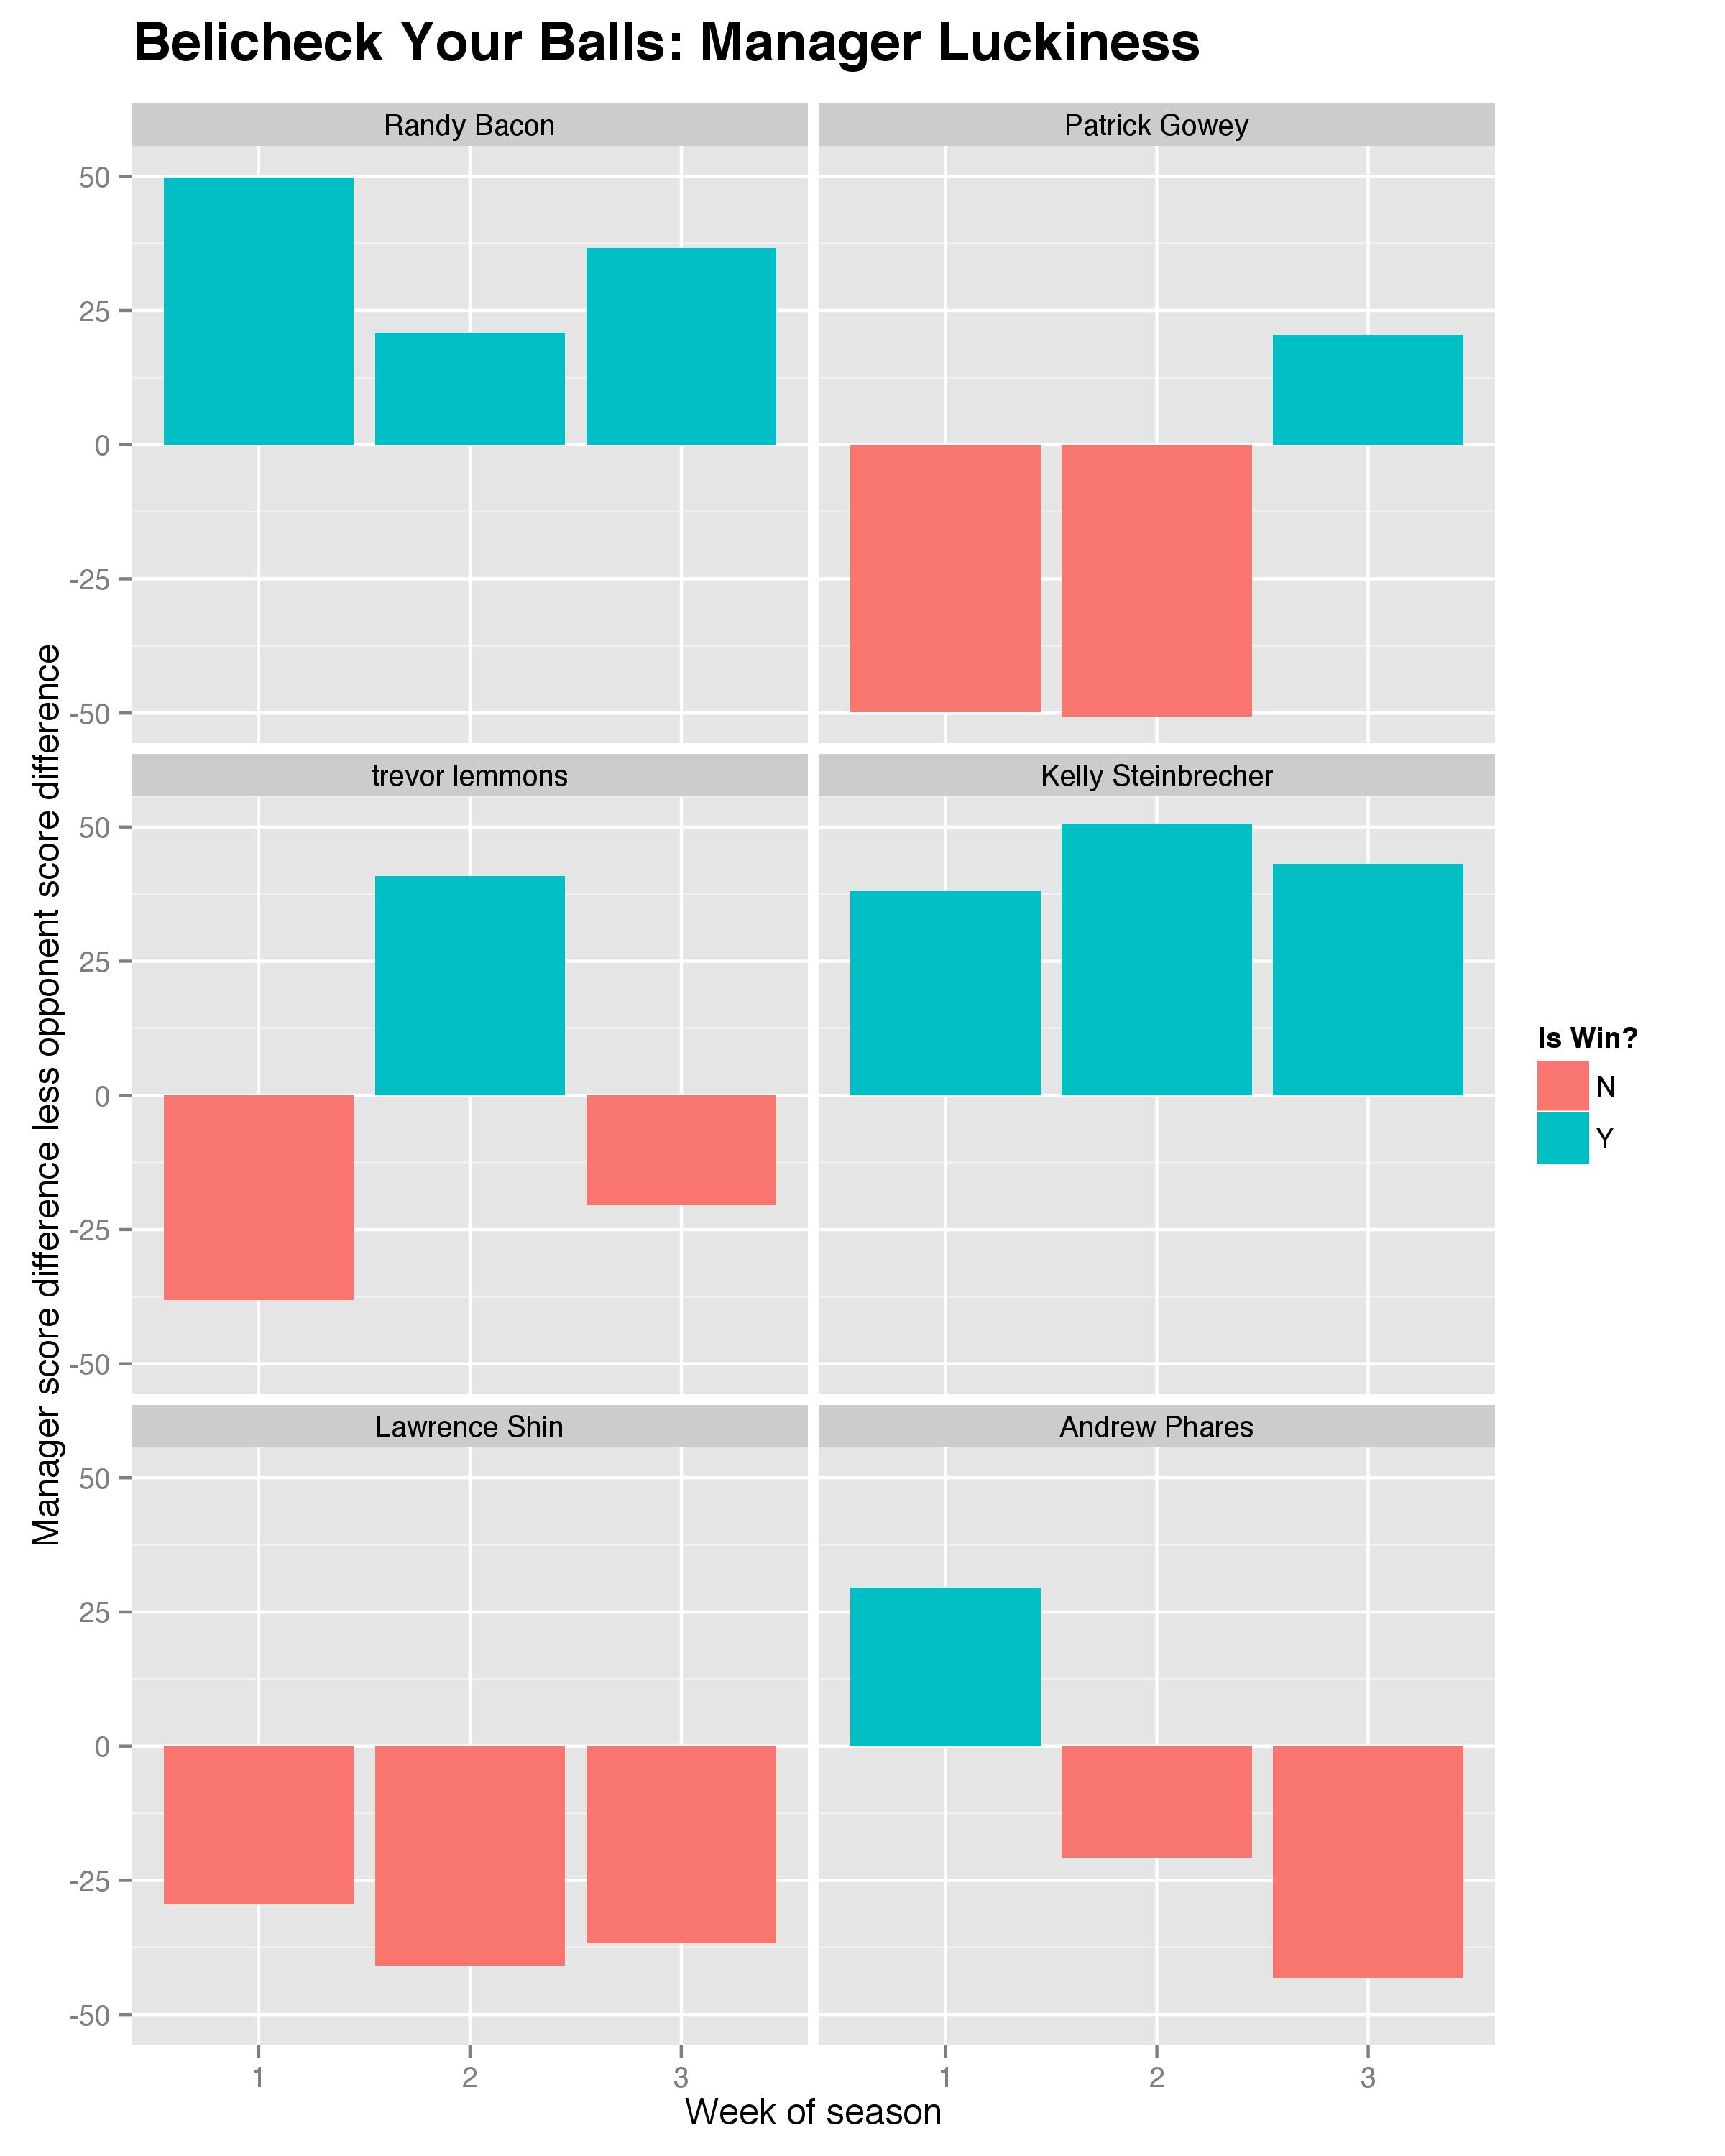 Belicheck Your Balls: Manager Luckiness
Randy Bacon
Patrick Gowey
50
25
0
-25
-50
trevor lemmons
Kelly Steinbrecher
50
25
0
-25
-50
Lawrence Shin
Andrew Phares
50
25
0
-25
-50
1 2 3
1 2 3
Week of season
Manager score difference less opponent score difference
Is Win?
N
Y